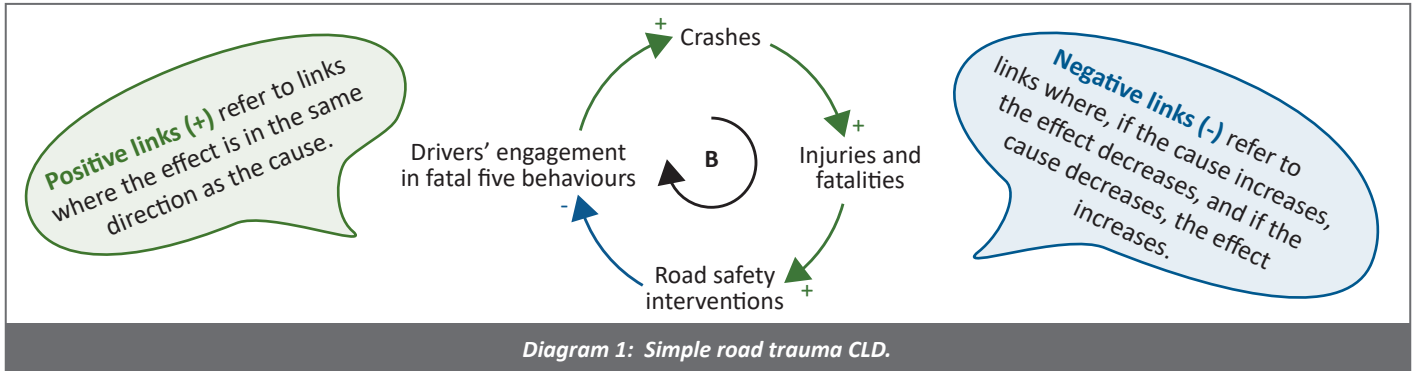 Positive links (+) refer to links
where the effect is in the same
direction as the cause.
+
Crashes
+
Injuries and
fatalities
B
Drivers’ engagement
in fatal five behaviours
-
Road safety
interventions
+
Negative links (-) refer to
links where, if the cause increases,
the effect decreases, and if the
cause decreases, the effect
increases.
Diagram 1:  Simple road trauma CLD.